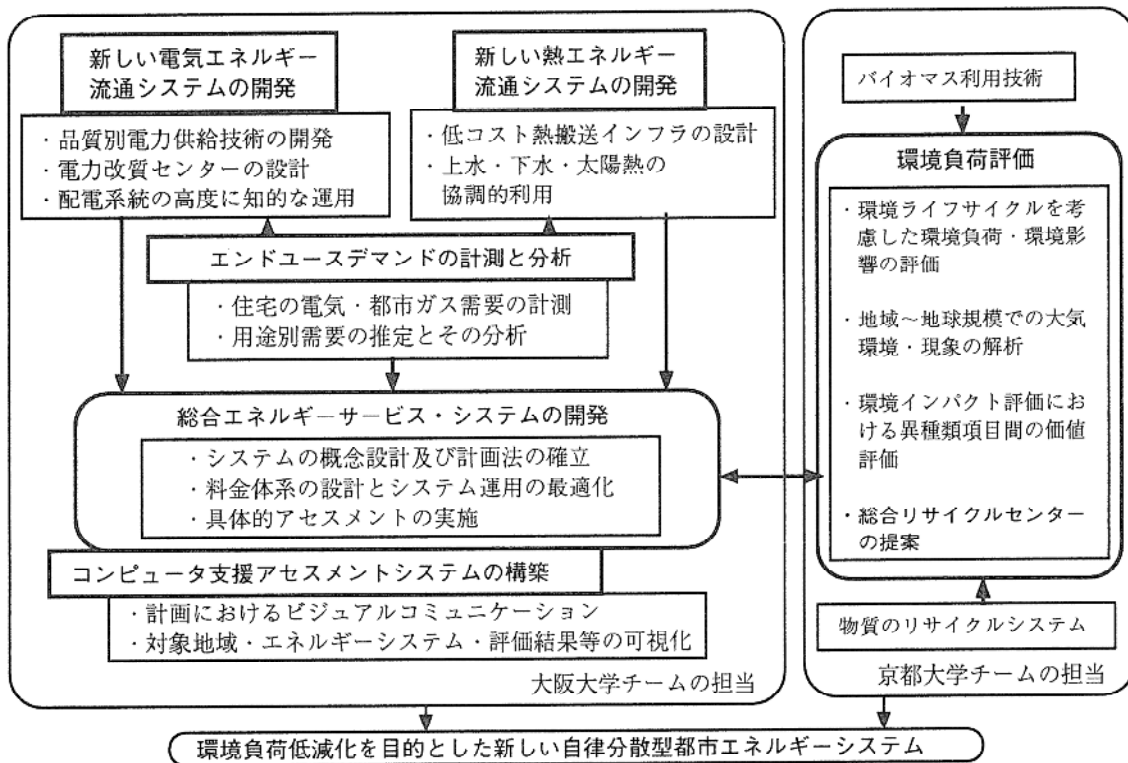 新しい電気エネルギー
流通システムの開発
・品質別電力供給技術の開発
・電力改質センターの設計
・配電系統の高度に知的な運用
新しい熱エネルギー
流通システムの開発
・低コスト熱搬送インフラの設計
・上水・下水・太陽熱の
協調的利用
エンドユースデマンドの計測と分析
・住宅の電気・都市ガス需要の計測
・用途別需要の推定とその分析
総合エネルギーサービス・システムの開発
・システムの概念設計及び計画法の確立
・料金体系の設計とシステム運用の最適化
・具体的アセスメントの実施
コンピュータ支援アセスメントシステムの構築
・計画におけるビジュアルコミュニケーション
・対象地域・エネルギーシステム・評価結果等の可視化
大阪大学チームの担当
バイオマス利用技術
環境負荷評価
・環境ライフサイクルを考
慮した環境負荷・環境影
響の評価
・地域～地球規模での大気
環境・現象の解析
・環境インパクト評価にお
ける異種類項目間の価値
評価
・総合リサイクルセンター
の提案
物質のリサイクルシステム
京都大学チームの担当
環境負荷低減化を目的とした新しい自律分散型都市エネルギーシステム